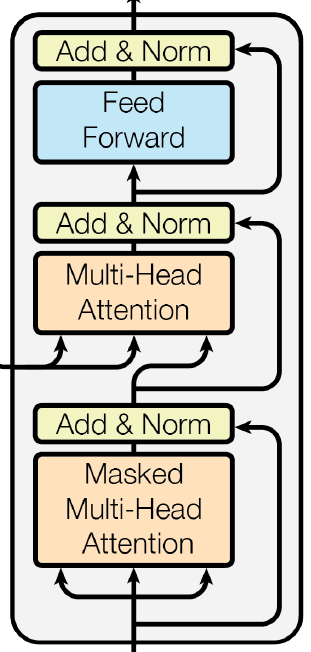 Add & Norm
Feed
Forward
Add & Norm
Multi-Head
Attention
Add & Norm
Masked
Multi-Head
Attention